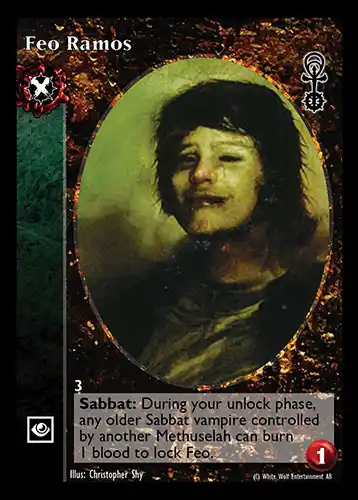 Feo Ramos
3
Sabbat: During your unlock phase,
any older Sabbat vampire controlled
by another Methuselah can burn
1 blood to lock Feo.
1
Illus: Christopher Shy
(C) White Wolf Entertainment AB